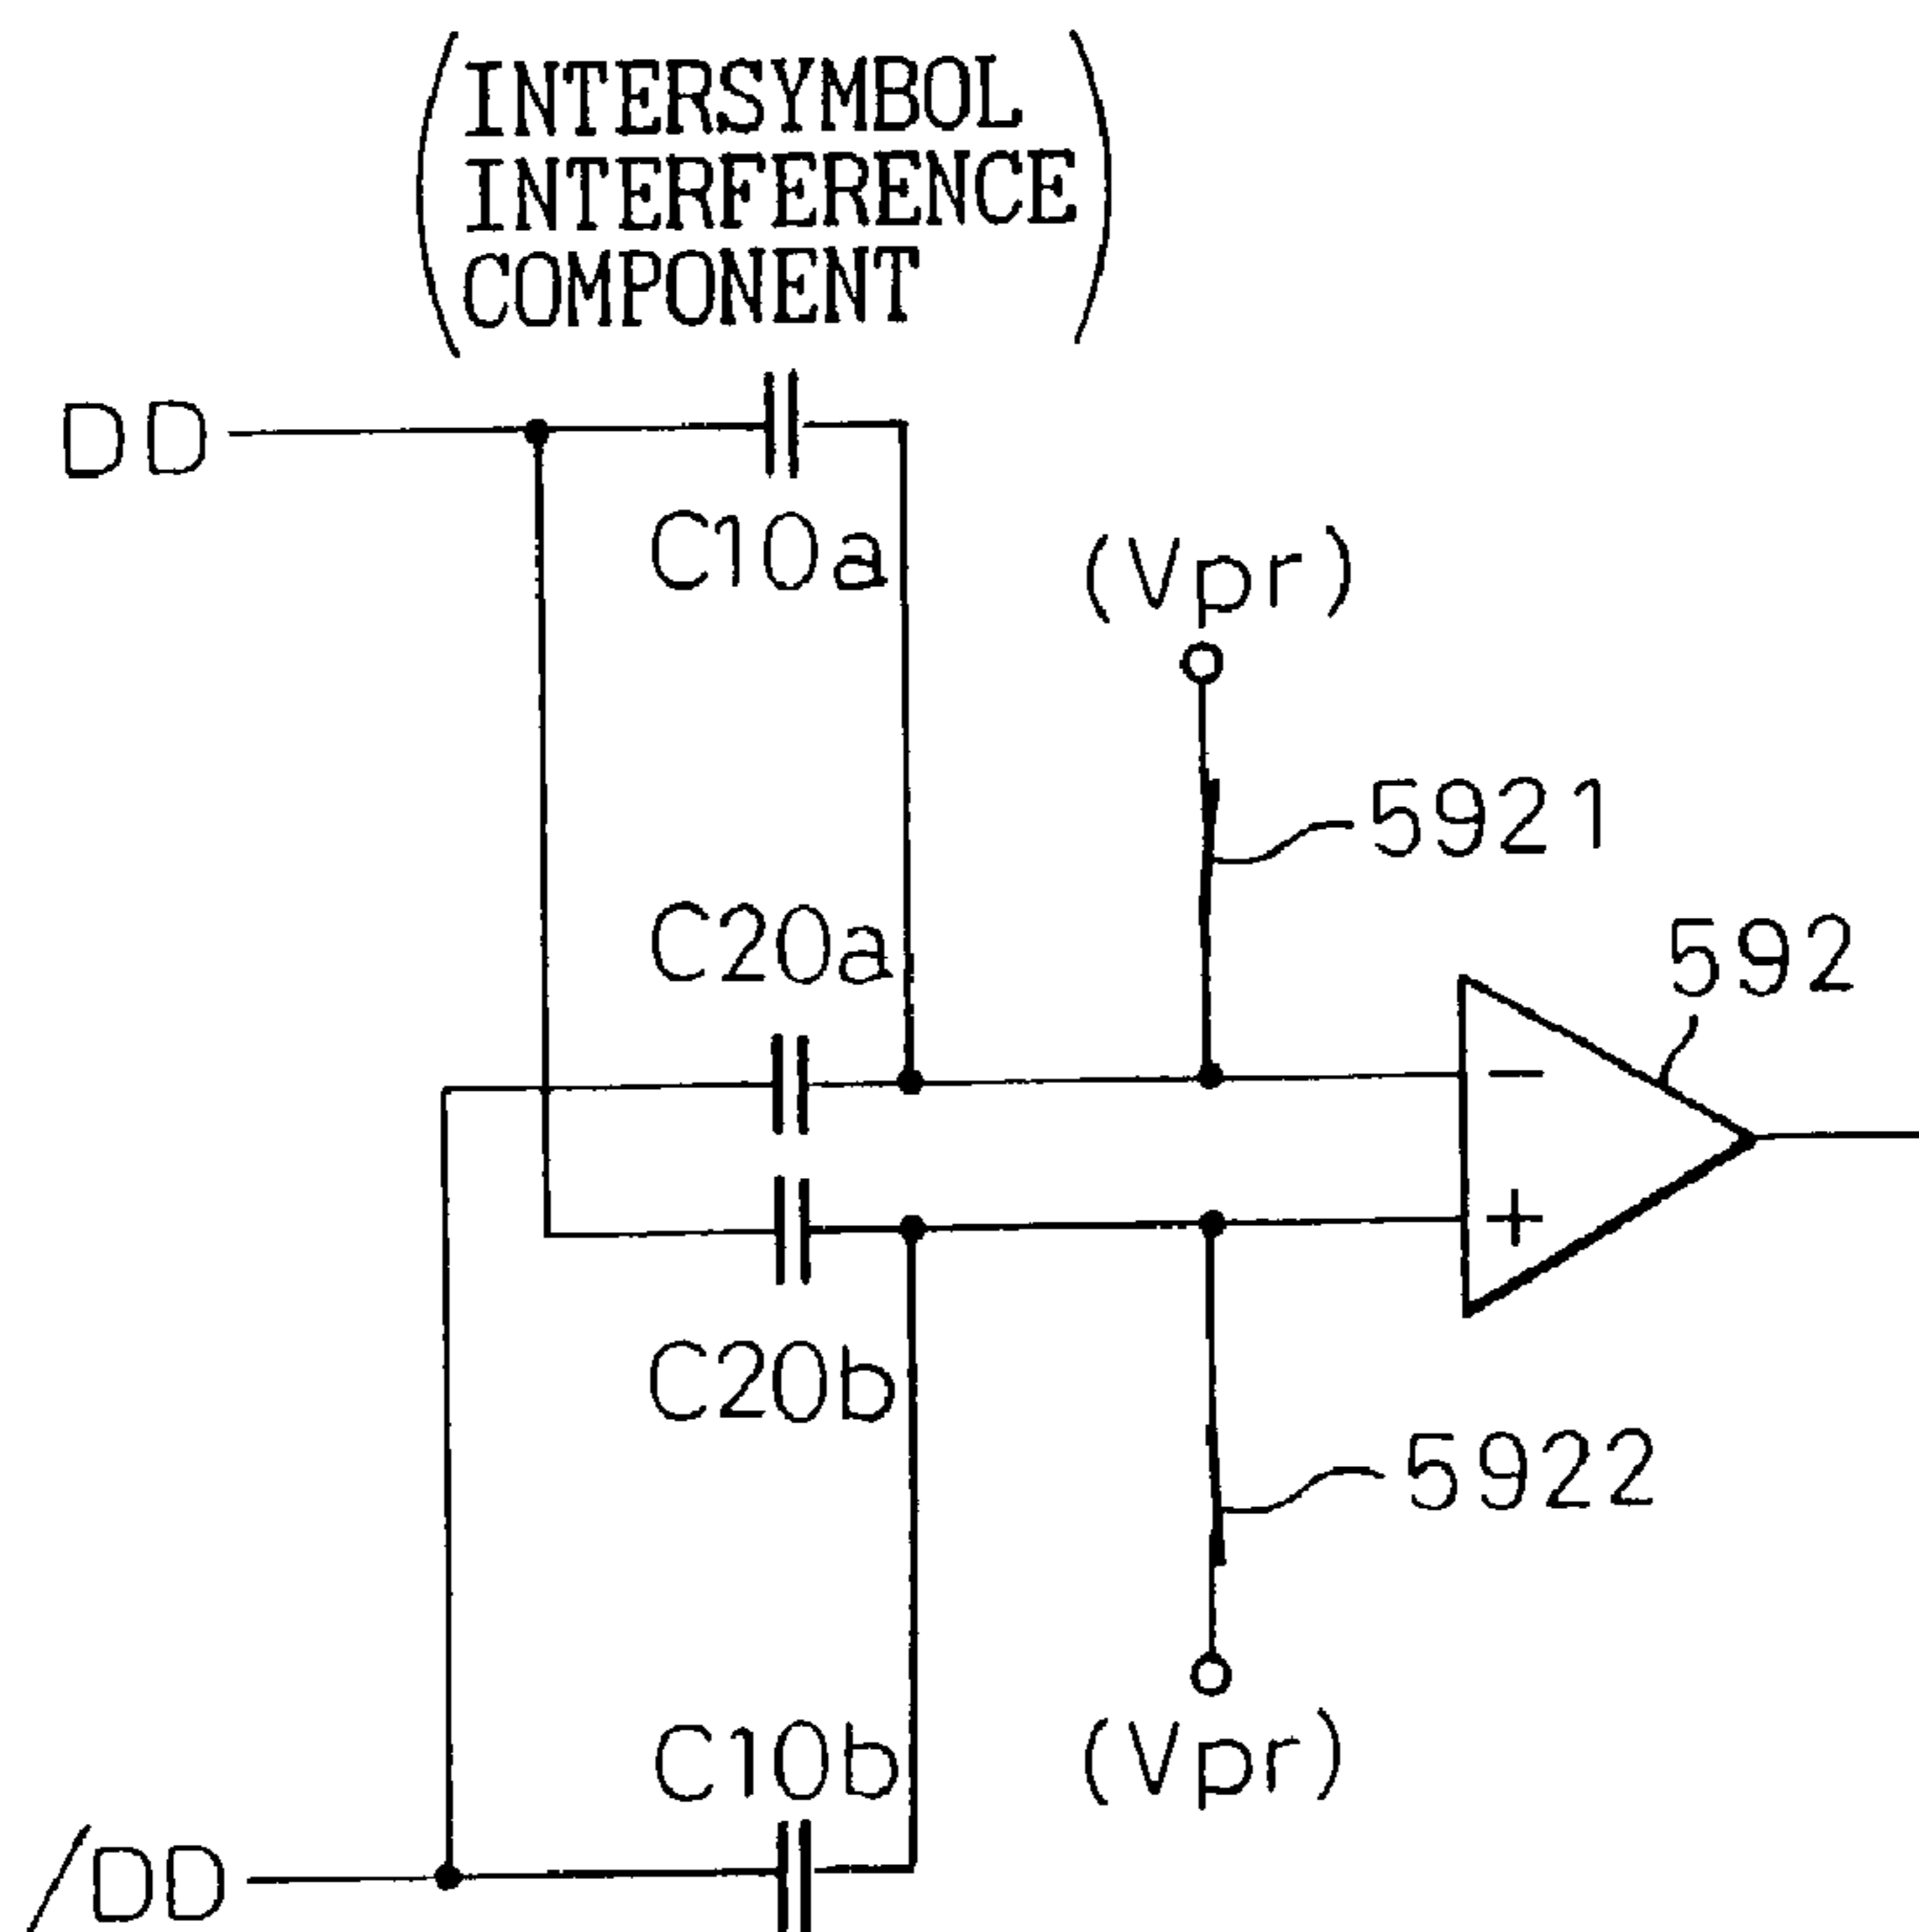 (INTERSYMBOL
INTERFERENCE
COMPONENT)
DD
C10a
(Vpr)
5921
C20a
592
−
+
C20b
5922
C10b
(Vpr)
/DD